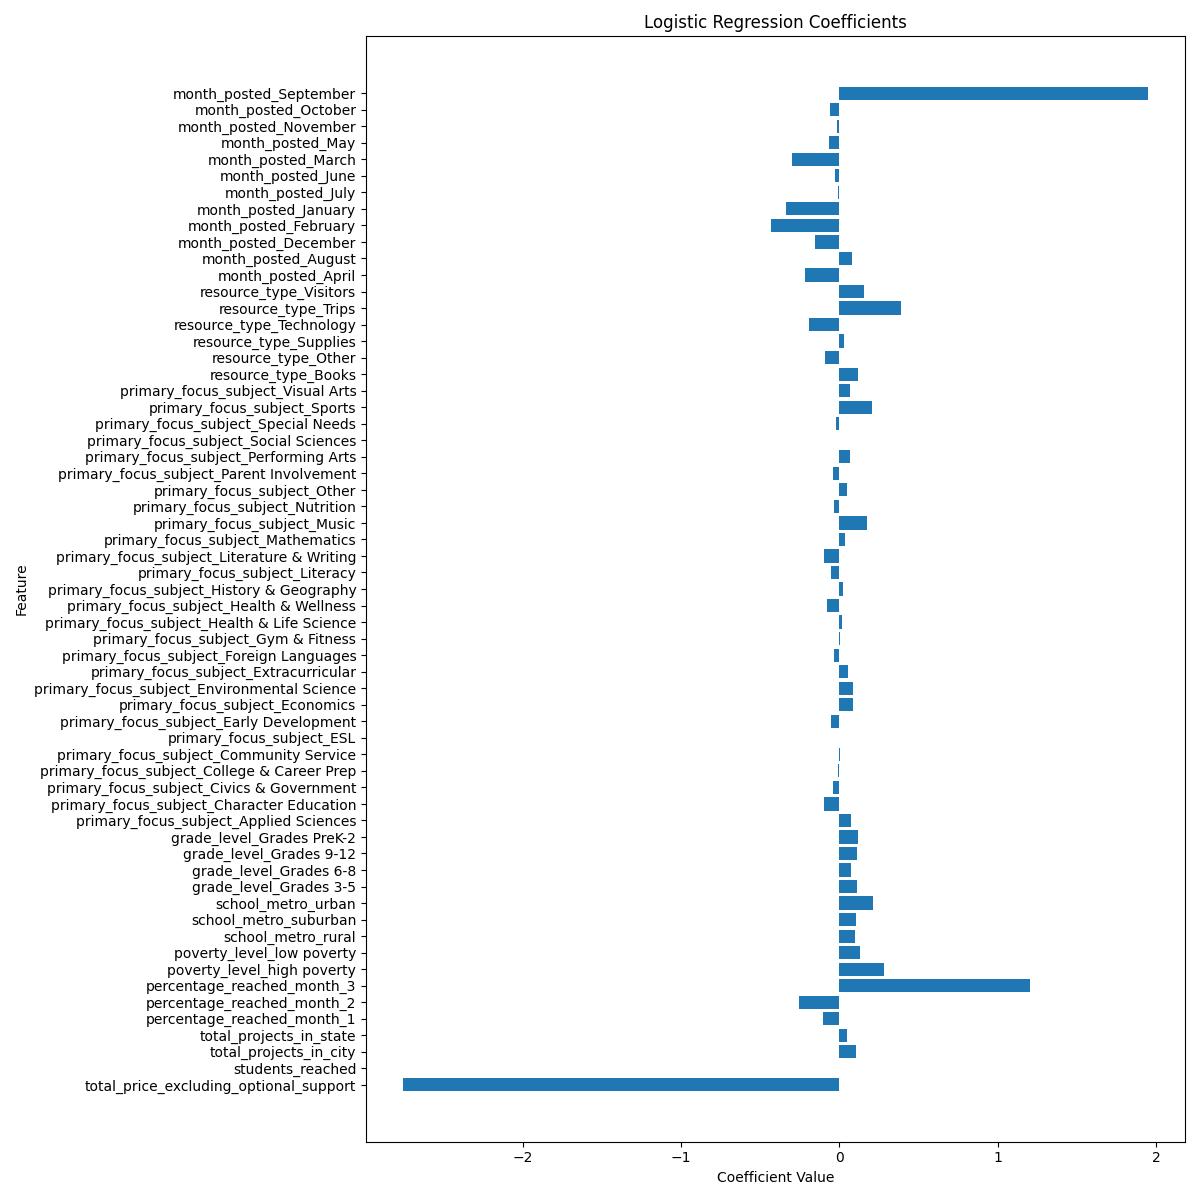 Logistic Regression Coefficients
month_posted_September
month_posted_October
month_posted_November
month_posted_May
month_posted_March
month_posted_June
month_posted_July
month_posted_January
month_posted_February
month_posted_December
month_posted_August
month_posted_April
resource_type_Visitors
resource_type_Trips
resource_type_Technology
resource_type_Supplies
resource_type_Other
resource_type_Books
primary_focus_subject_Visual Arts
primary_focus_subject_Sports
primary_focus_subject_Special Needs
primary_focus_subject_Social Sciences
primary_focus_subject_Performing Arts
primary_focus_subject_Parent Involvement
primary_focus_subject_Other
primary_focus_subject_Nutrition
primary_focus_subject_Music
primary_focus_subject_Mathematics
primary_focus_subject_Literature & Writing
primary_focus_subject_Literacy
primary_focus_subject_History & Geography
primary_focus_subject_Health & Wellness
primary_focus_subject_Health & Life Science
primary_focus_subject_Gym & Fitness
primary_focus_subject_Foreign Languages
primary_focus_subject_Extracurricular
primary_focus_subject_Environmental Science
primary_focus_subject_Economics
primary_focus_subject_Early Development
primary_focus_subject_ESL
primary_focus_subject_Community Service
primary_focus_subject_College & Career Prep
primary_focus_subject_Civics & Government
primary_focus_subject_Character Education
primary_focus_subject_Applied Sciences
grade_level_Grades PreK-2
grade_level_Grades 9-12
grade_level_Grades 6-8
grade_level_Grades 3-5
school_metro_urban
school_metro_suburban
school_metro_rural
poverty_level_low poverty
poverty_level_high poverty
percentage_reached_month_3
percentage_reached_month_2
percentage_reached_month_1
total_projects_in_state
total_projects_in_city
students_reached
total_price_excluding_optional_support
Feature
−2 −1 0 1 2
Coefficient Value